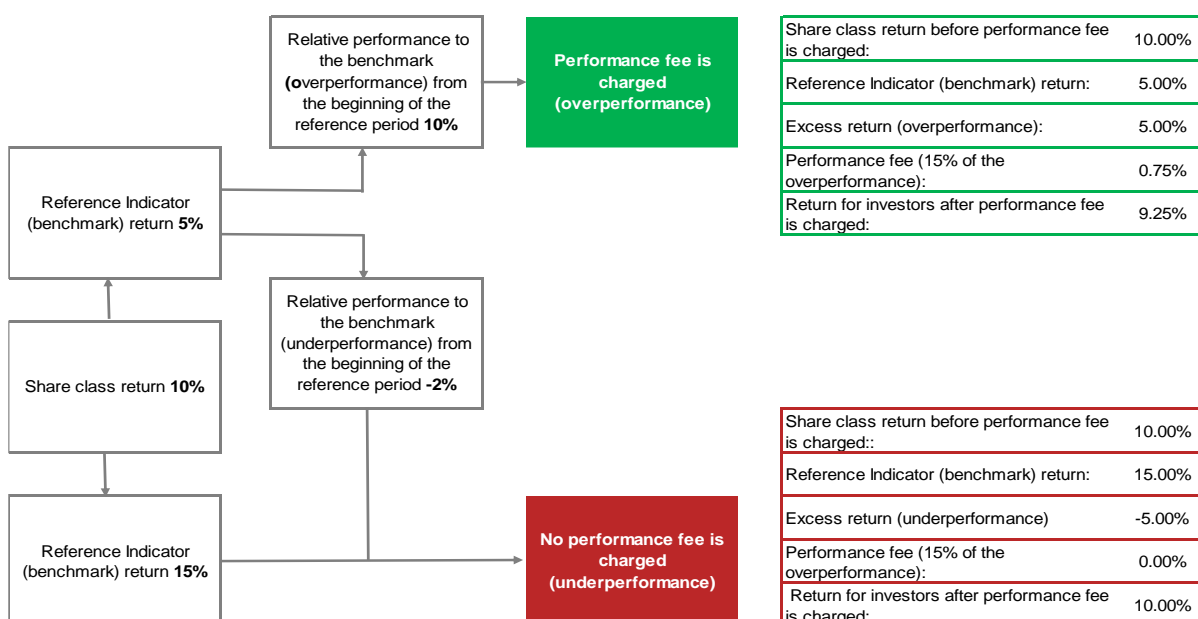 Relative performance to
the benchmark
(overperformance) from
the beginning of the
reference period 10%
Performance fee is
charged
(overperformance)
Share class return before performance fee
is charged:
10.00%
Reference Indicator (benchmark) return:
5.00%
Excess return (overperformance):
5.00%
Performance fee (15% of the
overperformance):
0.75%
Return for investors after performance fee
is charged:
9.25%
Reference Indicator
(benchmark) return 5%
Relative performance to
the benchmark
(underperformance) from
the beginning of the
reference period -2%
Share class return 10%
Reference Indicator
(benchmark) return 15%
No performance fee is
charged
(underperformance)
Share class return before performance fee
is charged::
10.00%
Reference Indicator (benchmark) return:
15.00%
Excess return (underperformance)
-5.00%
Performance fee (15% of the
overperformance):
0.00%
Return for investors after performance fee
is charged:
10.00%